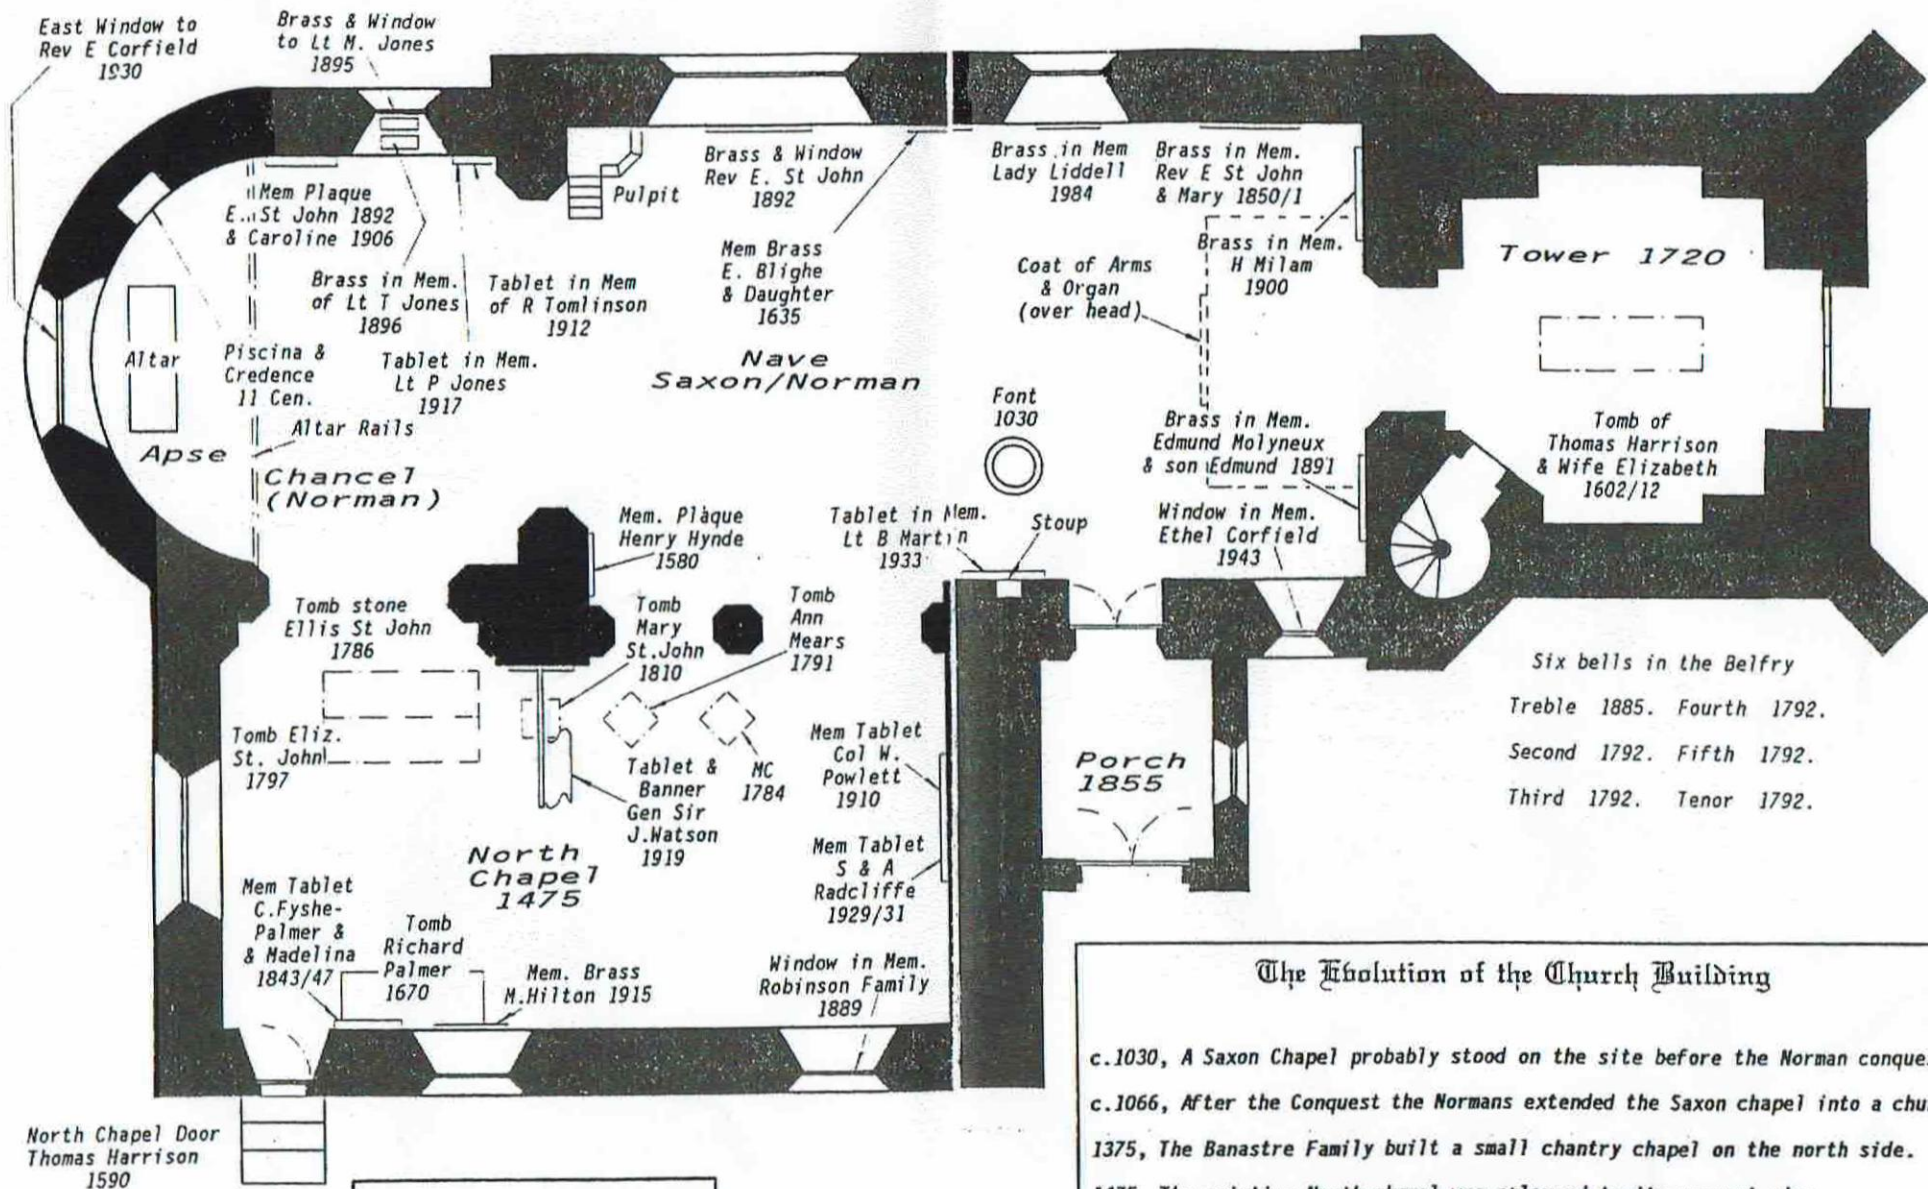 East Window to
Rev E Corfield
1930
Brass & Window
to Lt M. Jones
1895
Mem Plaque
E. St John 1892
& Caroline 1906
Brass in Mem.
of Lt T Jones
1896
Tablet in Mem
of R Tomlinson
1912
Pulpit
Brass & Window
Rev E. St John
1892
Mem Brass
E. Blighe
& Daughter
1635
Brass in Mem
Lady Liddell
1984
Brass in Mem.
Rev E St John
& Mary 1850/1
Brass in Mem.
H Milam
1900
Coat of Arms
& Organ
(over head)
Tower 1720
Altar
Piscina &
Credence
11 Cen.
Tablet in Mem.
Lt P Jones
1917
Nave
Saxon/Norman
Altar Rails
Apse
Chancel
(Norman)
Font
1030
Brass in Mem.
Edmund Molyneux
& son Edmund 1891
Tomb of
Thomas Harrison
& Wife Elizabeth
1602/12
Mem. Plaque
Henry Hynde
1580
Tablet in Mem.
Lt B Martin
1933
Stoup
Window in Mem.
Ethel Corfield
1943
Tomb stone
Ellis St John
1786
Tomb
Mary
St.John
1810
Tomb
Ann
Mears
1791
Tomb Eliz.
St. John
1797
Tablet &
Banner
Gen Sir
J.Watson
1919
MC
1784
Mem Tablet
Col W.
Powlett
1910
Porch
1855
Six bells in the Belfry
Treble 1885. Fourth 1792.
Second 1792. Fifth 1792.
Third 1792. Tenor 1792.
North
Chapel
1475
Mem Tablet
S & A
Radcliffe
1929/31
Mem Tablet
C.Fyshe-
Palmer &
& Madelina
1843/47
Tomb
Richard
Palmer
1670
Mem. Brass
M.Hilton 1915
Window in Mem.
Robinson Family
1889
North Chapel Door
Thomas Harrison
1590
The Evolution of the Church Building
c.1030, A Saxon Chapel probably stood on the site before the Norman conque
c.1066, After the Conquest the Normans extended the Saxon chapel into a chu
1375, The Banastre Family built a small chantry chapel on the north side.